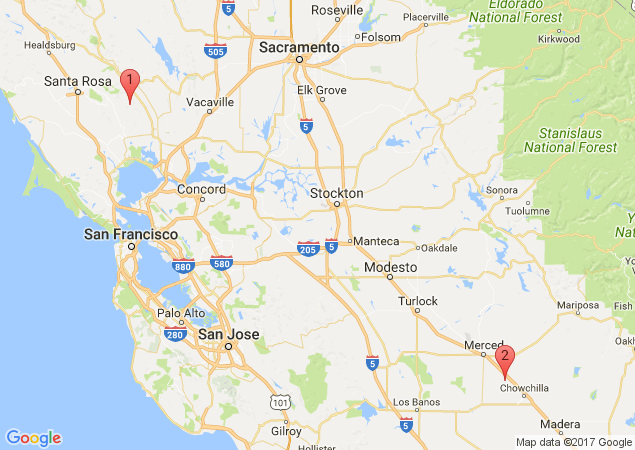 Roseville
Placerville
ELDORADO
National Forest
Healdsburg
5
505
Sacramento
Folsom
Kirkwood
Santa Rosa
1
Vacaville
Elk Grove
5
Stanislaus
National Forest
Concord
Stockton
Sonora
Tuolumne
San Francisco
205
5
Manteca
Oakdale
880
580
Modesto
Palo Alto
Turlock
Mariposa
Fish
280
San Jose
Merced
2
Oakh
5
Chowchilla
101
Los Banos
Gilroy
5
Madera
Hollister
Google
Map data ©2017 Google